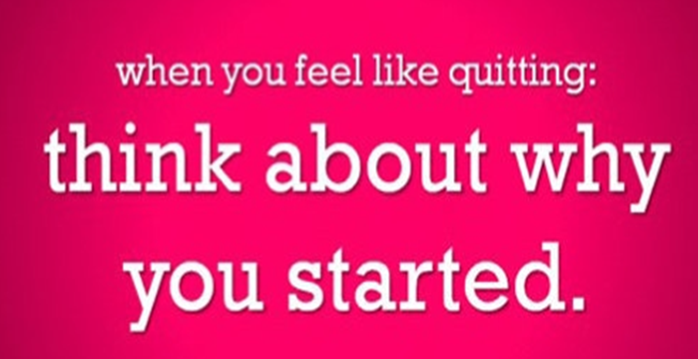 when you feel like quitting:
think about why
you started.